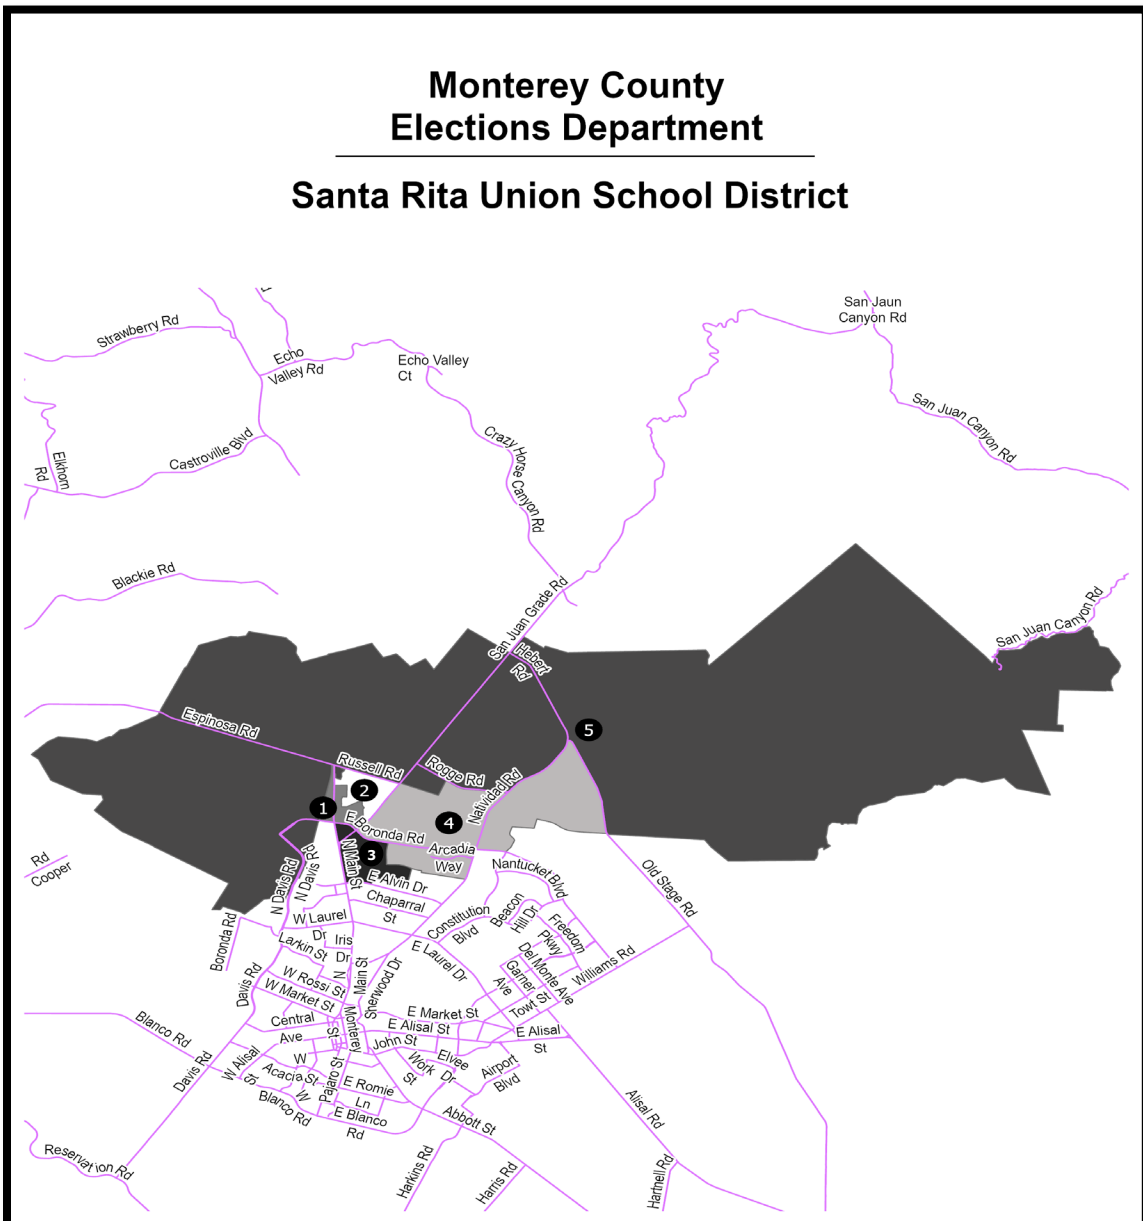 Monterey County
Elections Department
Santa Rita Union School District
San Jaun
Canyon Rd
Strawberry Rd
Echo
Valley Rd
Echo Valley
Ct
San Juan Canyon Rd
Crazy Horse Canyon Rd
Castroville Blvd
Elkhorn
Rd
Blackie Rd
San Juan Grade Rd
San Juan Canyon Rd
Hebert
Rd
Espinosa Rd
5
Russell Rd
Rogge Rd
2
Natividad Rd
1
4
E Boronda Rd
Arcadia
Way
3
N Main St
N Davis Rd
N Davis Rd
Rd
Cooper
E Alvin Dr
Nantucket Blvd
Old Stage Rd
Chaparral
St
Boronda Rd
W Laurel
Dr
Constitution
Blvd
Beacon
Hill Dr
Freedom
Pkwy
Iris
Dr
Larkin St
E Laurel Dr
Del Monte Ave
Williams Rd
N
Main St
Sherwood Dr
Garner
Ave
W Rossi St
Davis Rd
W Market St
Towt St
E Market St
Monterey
St
Central
Ave
E Alisal St
E Alisal
St
Blanco Rd
John St
Elvee
Dr
Work
St
Airport
Blvd
Davis Rd
W Alisal
St
W
Acacia St
W
Pajaro St
E Romie
Ln
Blanco Rd
E Blanco
Rd
Abbott St
Alisal Rd
Reservation Rd
Harkins Rd
Harris Rd
Hartnell Rd